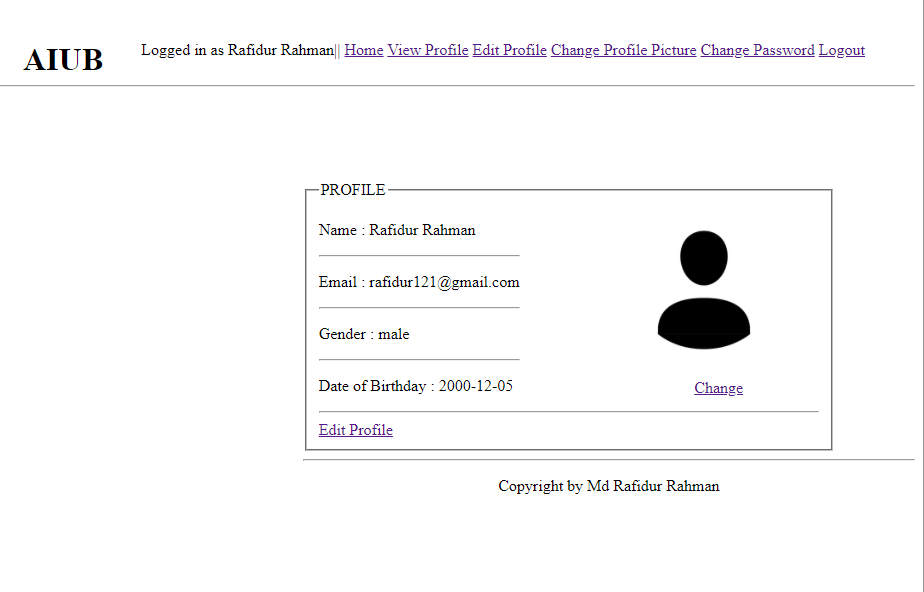 AIUB
Logged in as Rafidur Rahman|| Home View Profile Edit Profile Change Profile Picture Change Password Logout
PROFILE
Name : Rafidur Rahman
Email : rafidur121@gmail.com
Gender : male
Date of Birthday : 2000-12-05
Change
Edit Profile
Copyright by Md Rafidur Rahman